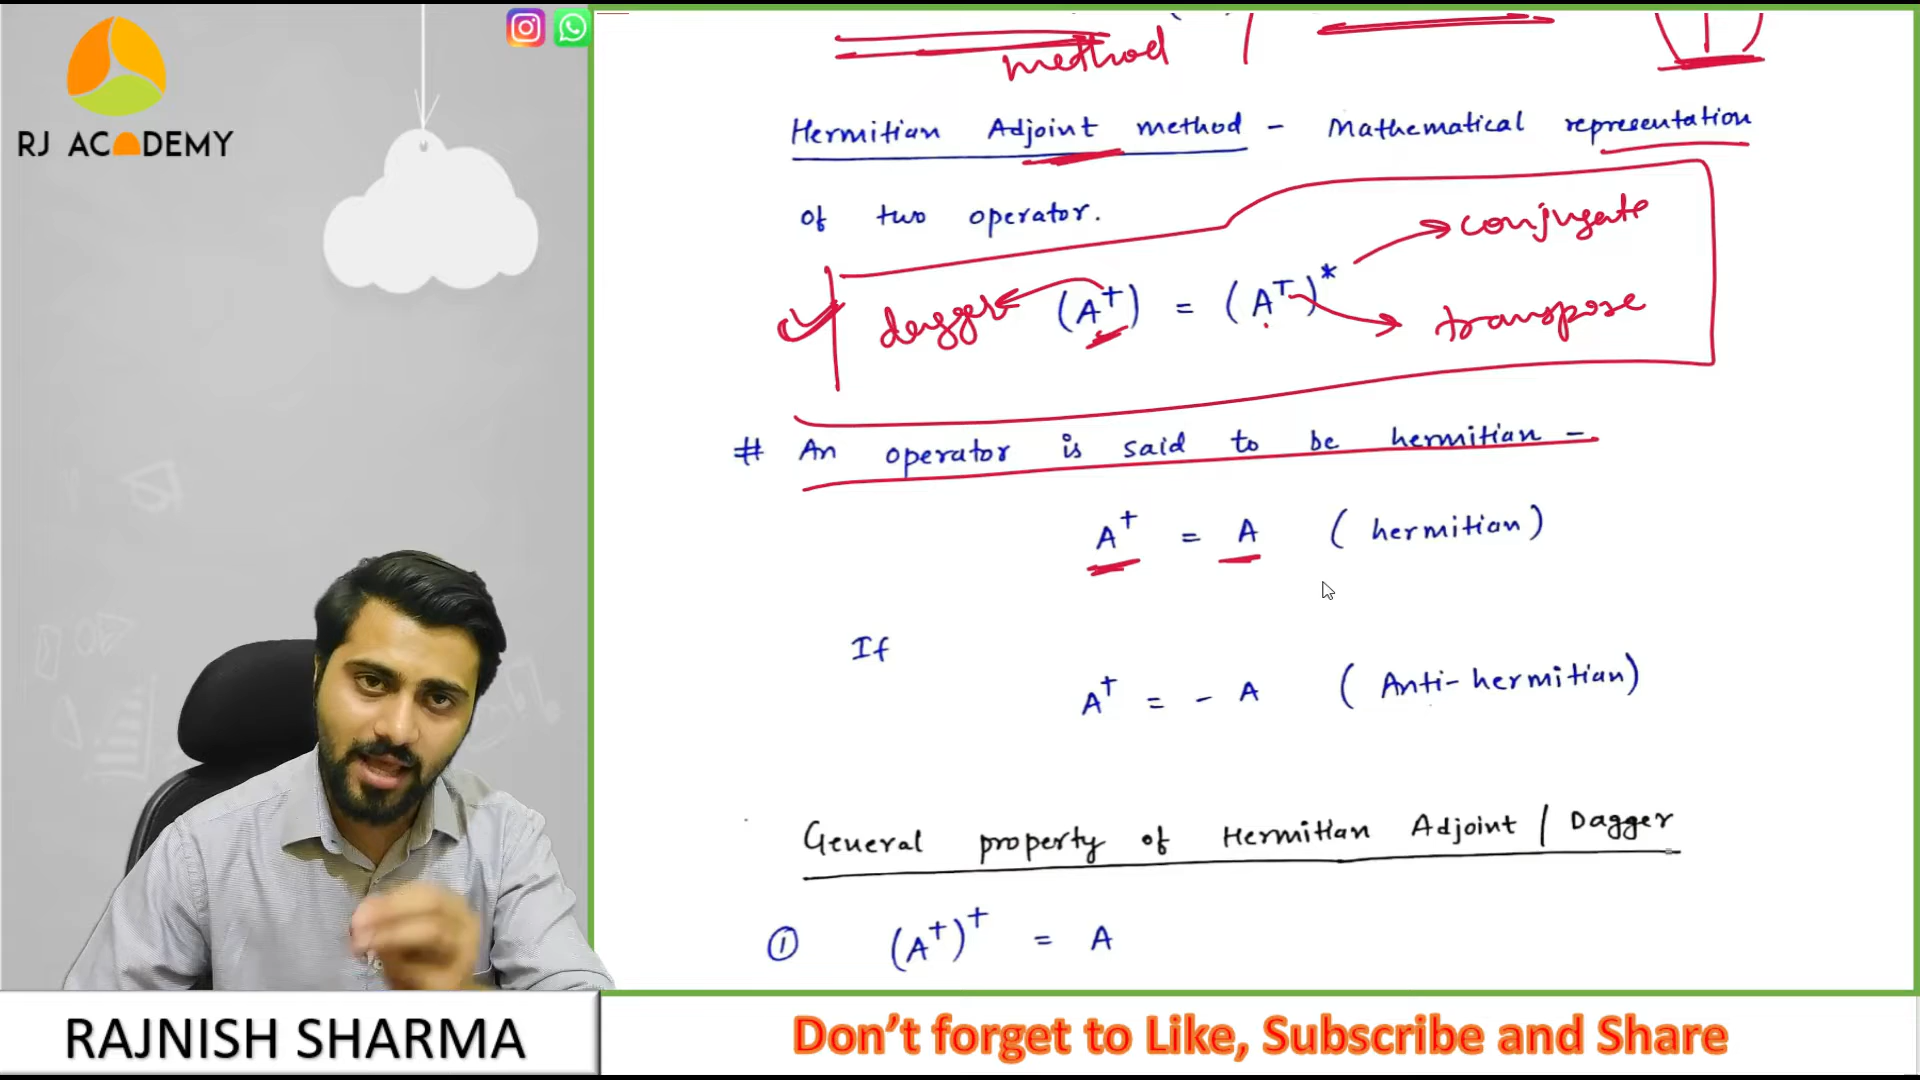 RJ ACADEMY
method
Hermitian Adjoint method - Mathematical representation
of two operator.
conjugate
dagger (A†) = (Aᵀ)*
transpose
# An operator is said to be hermitian -
A† = A (hermitian)
If
A† = - A (Anti-hermitian)
General property of Hermitian Adjoint / Dagger
① (A†)† = A
RAJNISH SHARMA
Don't forget to Like, Subscribe and Share